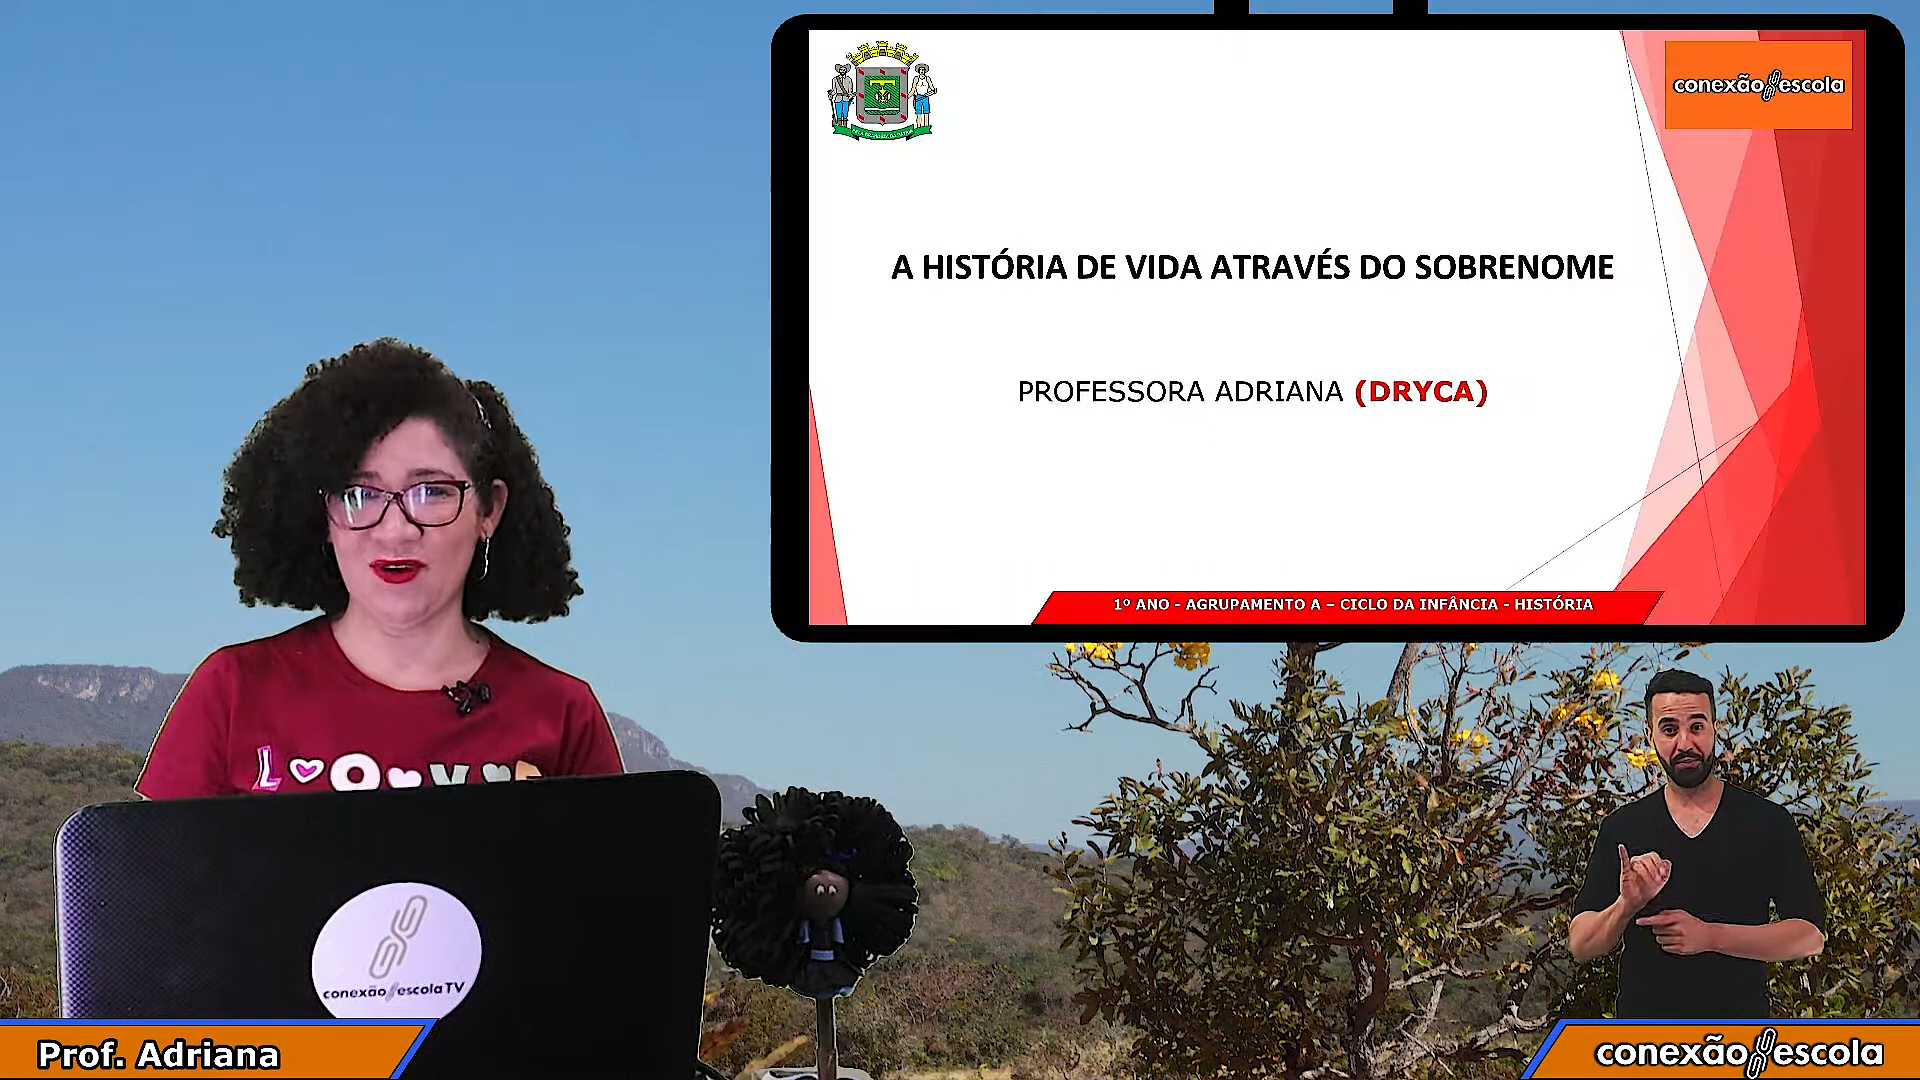 conexão escola
A HISTÓRIA DE VIDA ATRAVÉS DO SOBRENOME
PROFESSORA ADRIANA (DRYCA)
1º ANO - AGRUPAMENTO A – CICLO DA INFÂNCIA - HISTÓRIA
LOVE
conexão escola TV
Prof. Adriana
conexão escola